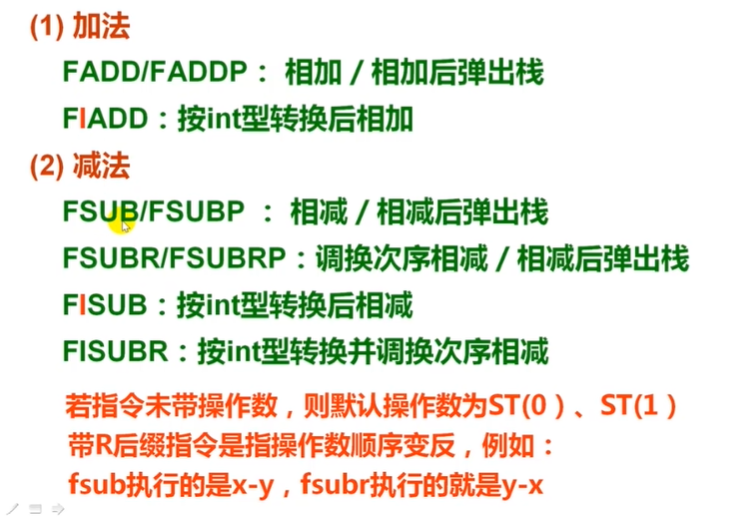 (1) 加法
FADD/FADDP： 相加 / 相加后弹出栈
FIADD：按int型转换后相加
(2) 减法
FSUB/FSUBP ： 相减 / 相减后弹出栈
FSUBR/FSUBRP：调换次序相减 / 相减后弹出栈
FISUB：按int型转换后相减
FISUBR：按int型转换并调换次序相减
若指令未带操作数，则默认操作数为ST(0）、ST(1）
带R后缀指令是指操作数顺序变反，例如：
fsub执行的是x-y，fsubr执行的就是y-x